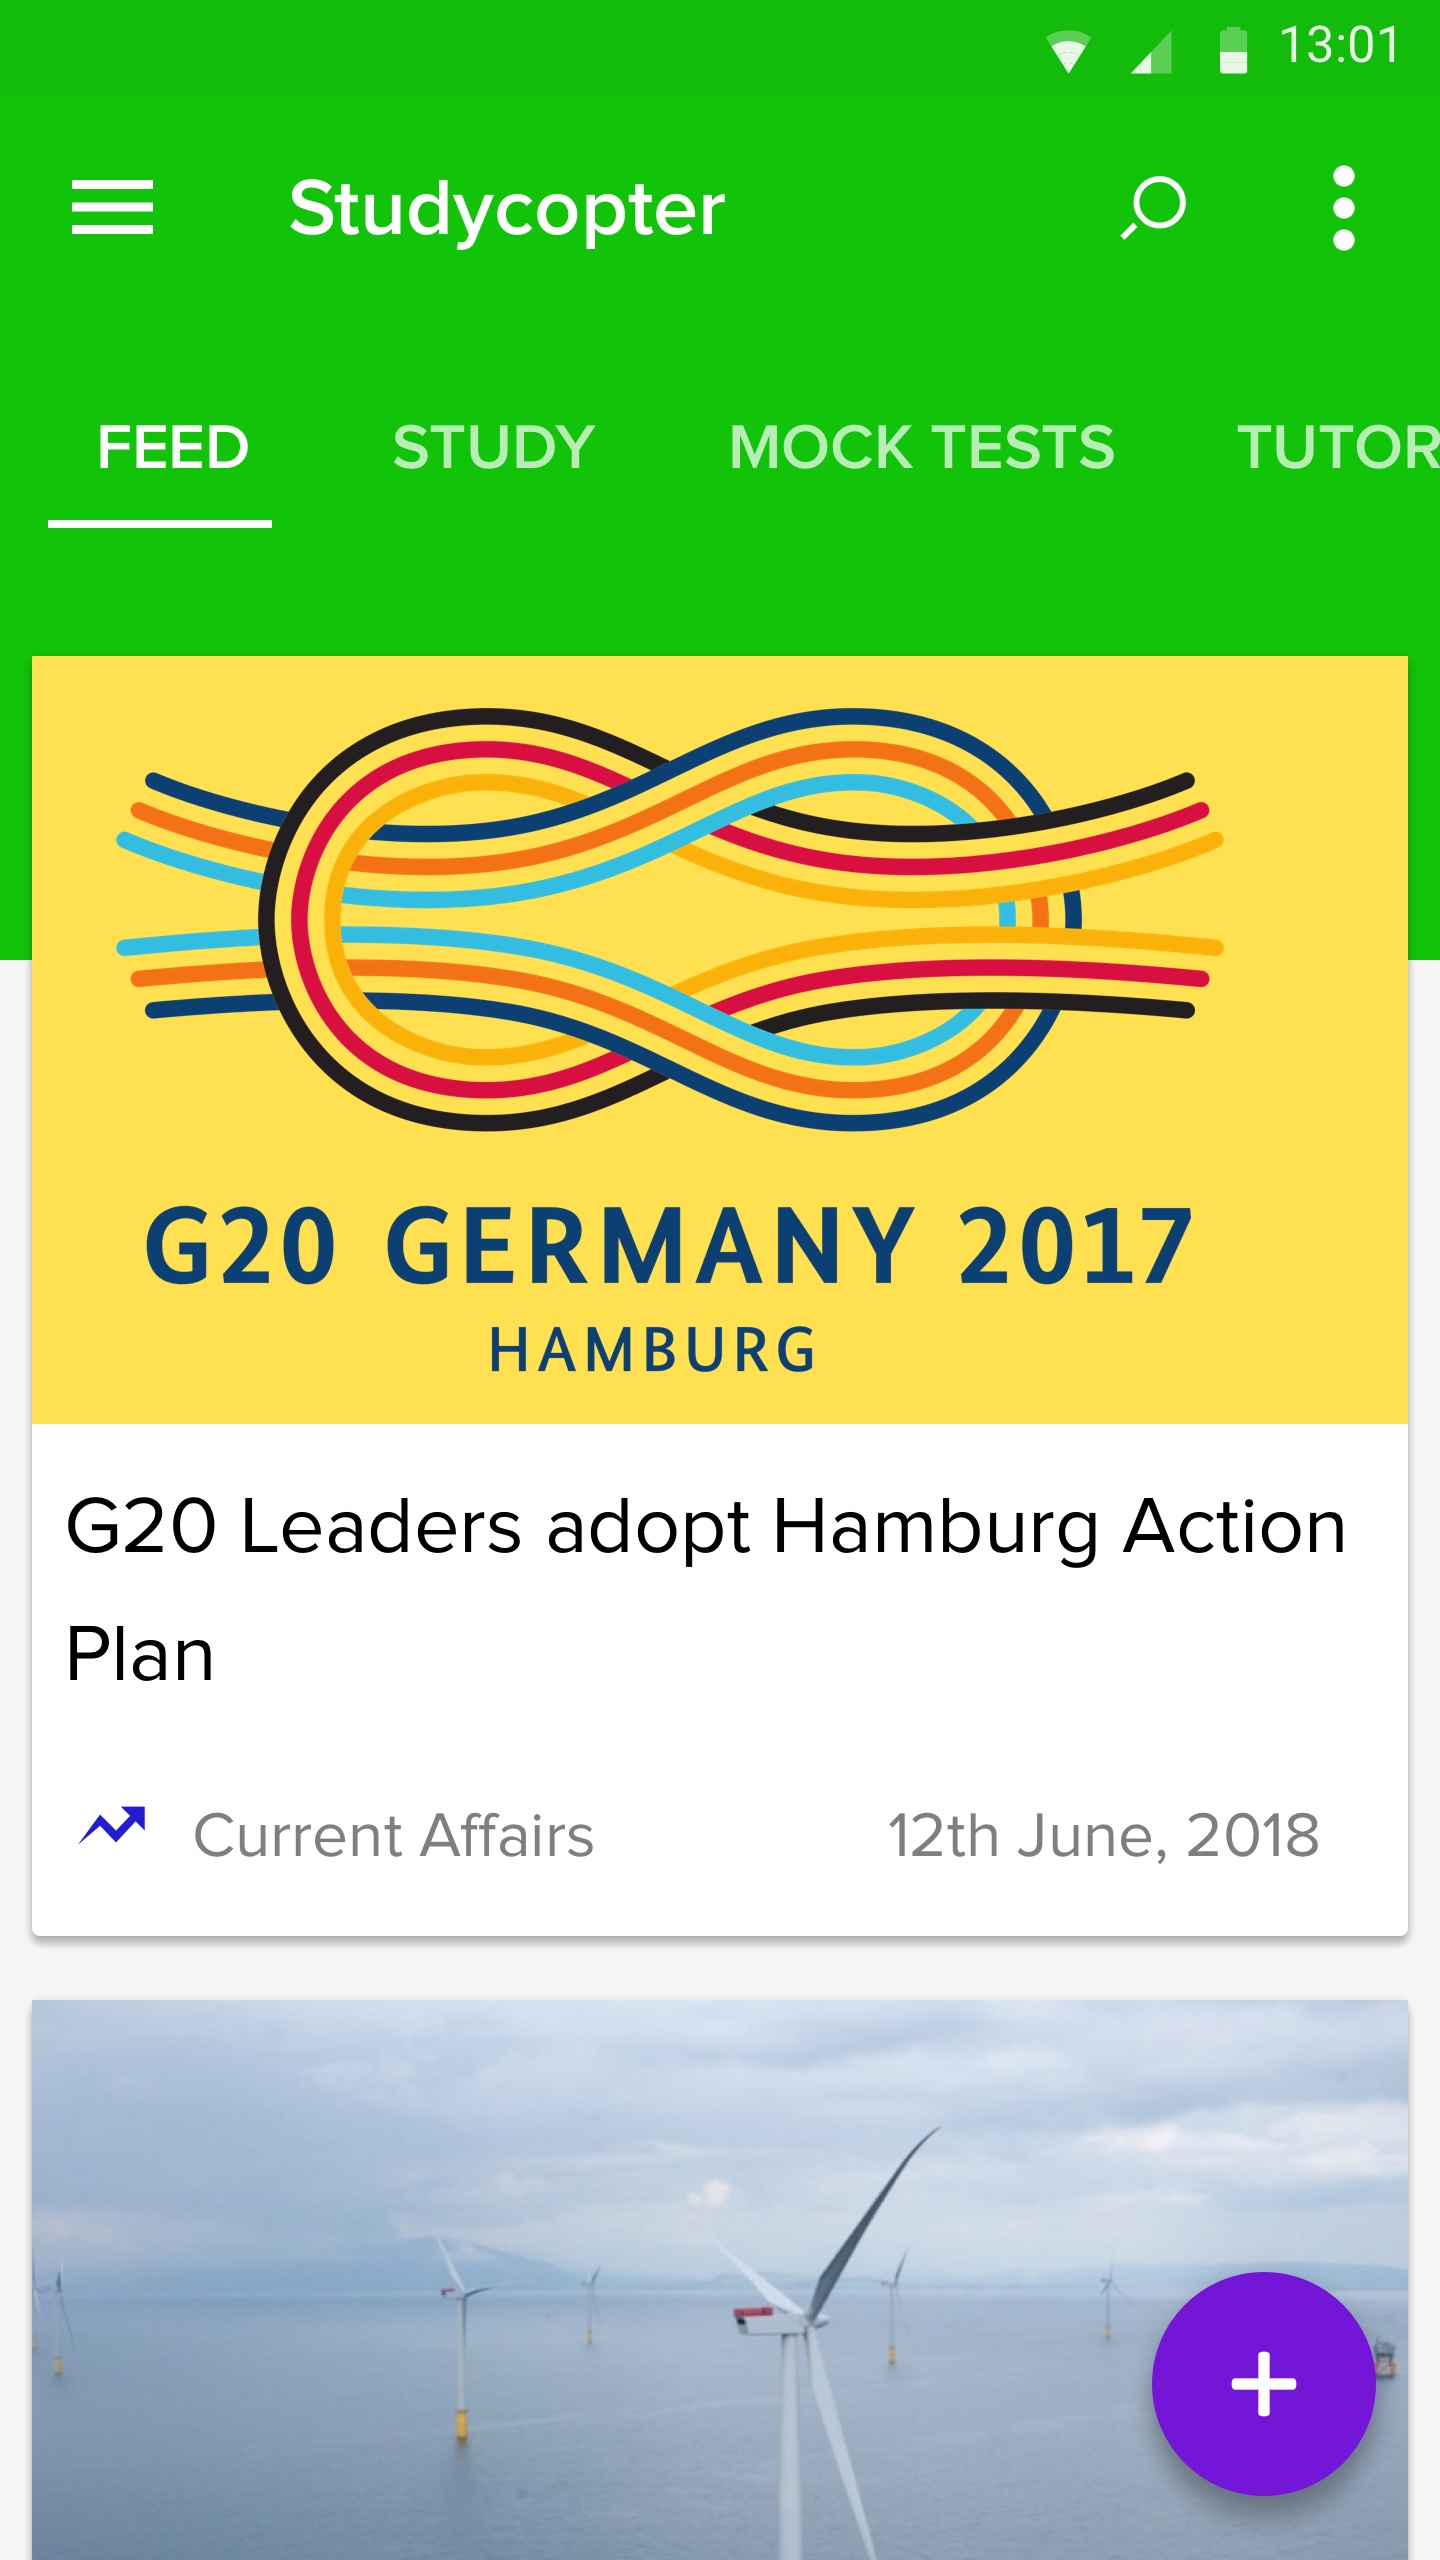 13:01
Studycopter
FEED STUDY MOCK TESTS TUTOR
G20 GERMANY 2017
HAMBURG
G20 Leaders adopt Hamburg Action
Plan
Current Affairs 12th June, 2018